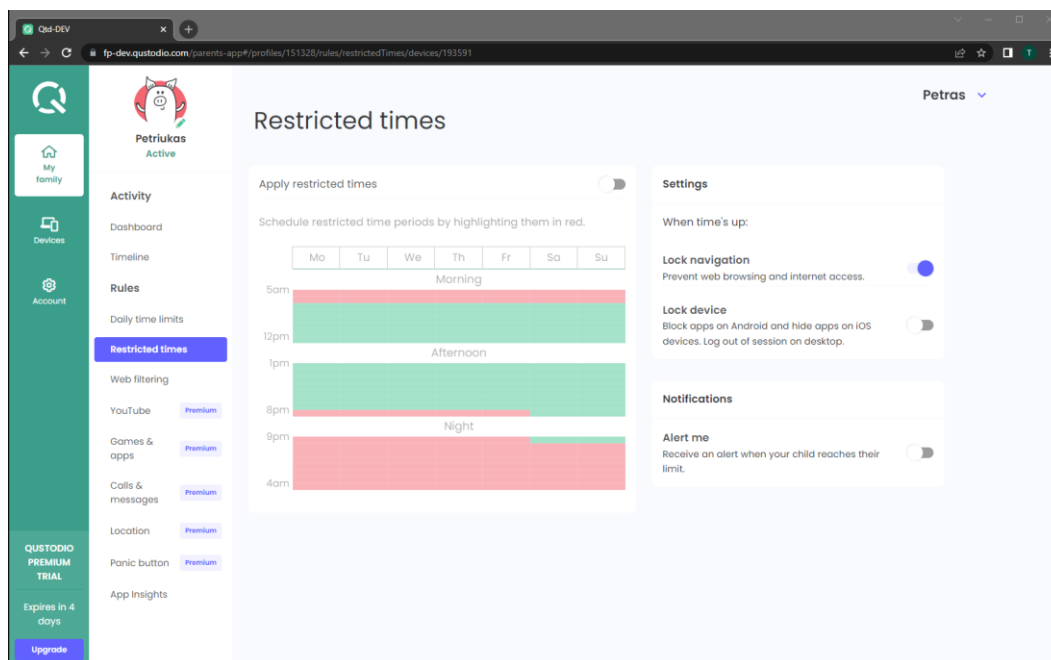 Qtd-DEV
fp-dev.qustodio.com/parents-app#/profiles/151328/rules/restrictedTimes/devices/193591
T
My
family
Devices
Account
QUSTODIO
PREMIUM
TRIAL
Expires in 4
days
Upgrade
Petriukas
Active
Activity
Dashboard
Timeline
Rules
Daily time limits
Restricted times
Web filtering
YouTube Premium
Games &
apps Premium
Calls &
messages Premium
Location Premium
Panic button Premium
App Insights
Petras
Restricted times
Apply restricted times
Schedule restricted time periods by highlighting them in red.
Mo Tu We Th Fr Sa Su
Morning
5am
12pm
Afternoon
1pm
8pm
Night
9pm
4am
Settings
When time's up:
Lock navigation
Prevent web browsing and internet access.
Lock device
Block apps on Android and hide apps on iOS
devices. Log out of session on desktop.
Notifications
Alert me
Receive an alert when your child reaches their
limit.